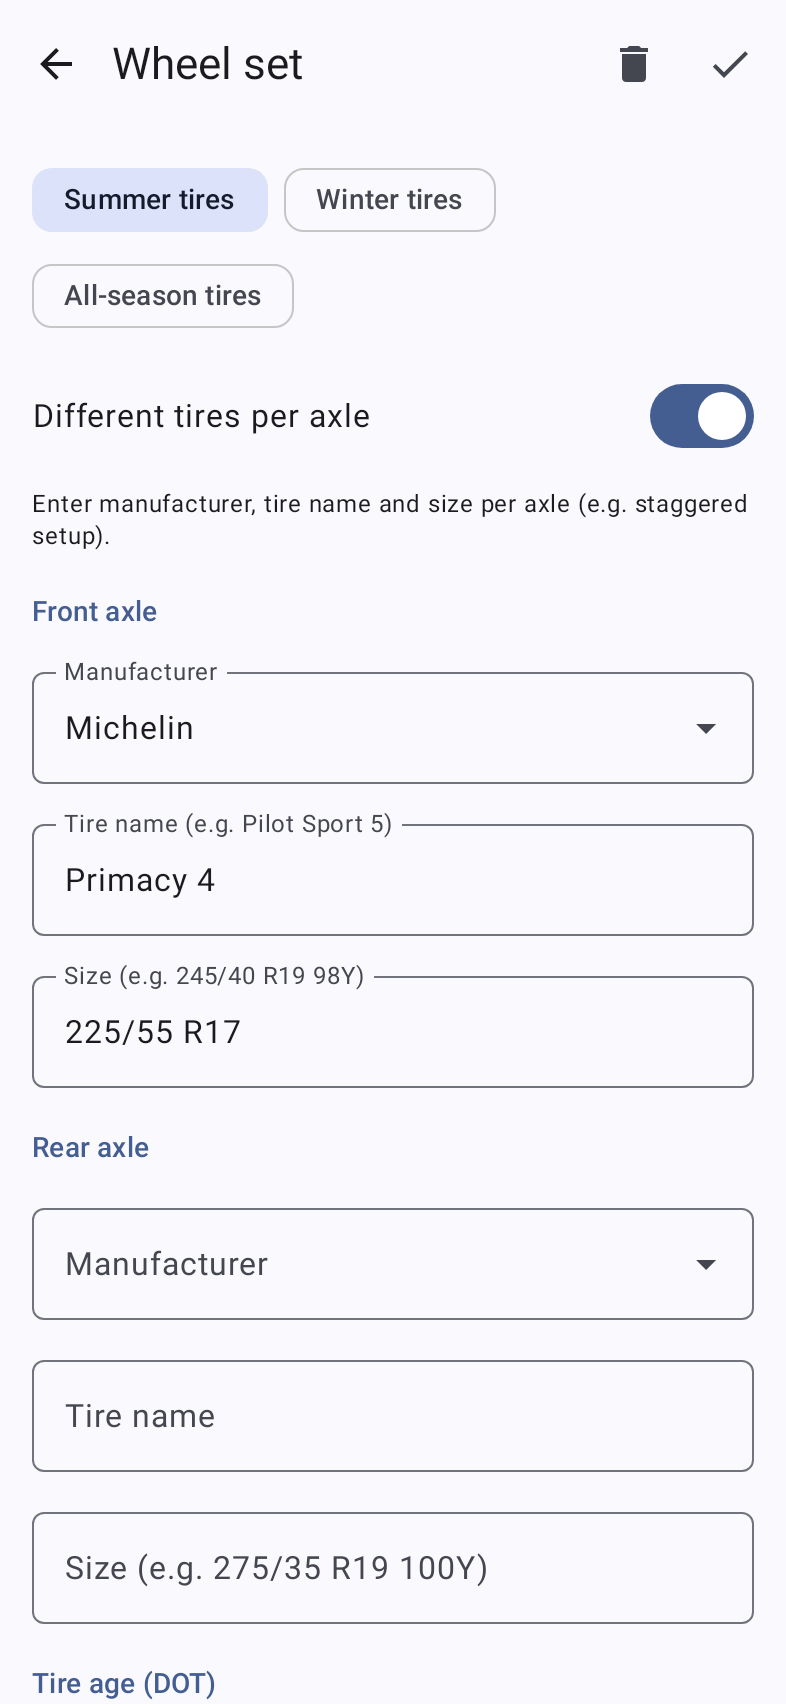 Wheel set
Summer tires
Winter tires
All-season tires
Different tires per axle
Enter manufacturer, tire name and size per axle (e.g. staggered
setup).
Front axle
Manufacturer
Michelin
Tire name (e.g. Pilot Sport 5)
Primacy 4
Size (e.g. 245/40 R19 98Y)
225/55 R17
Rear axle
Manufacturer
Tire name
Size (e.g. 275/35 R19 100Y)
Tire age (DOT)